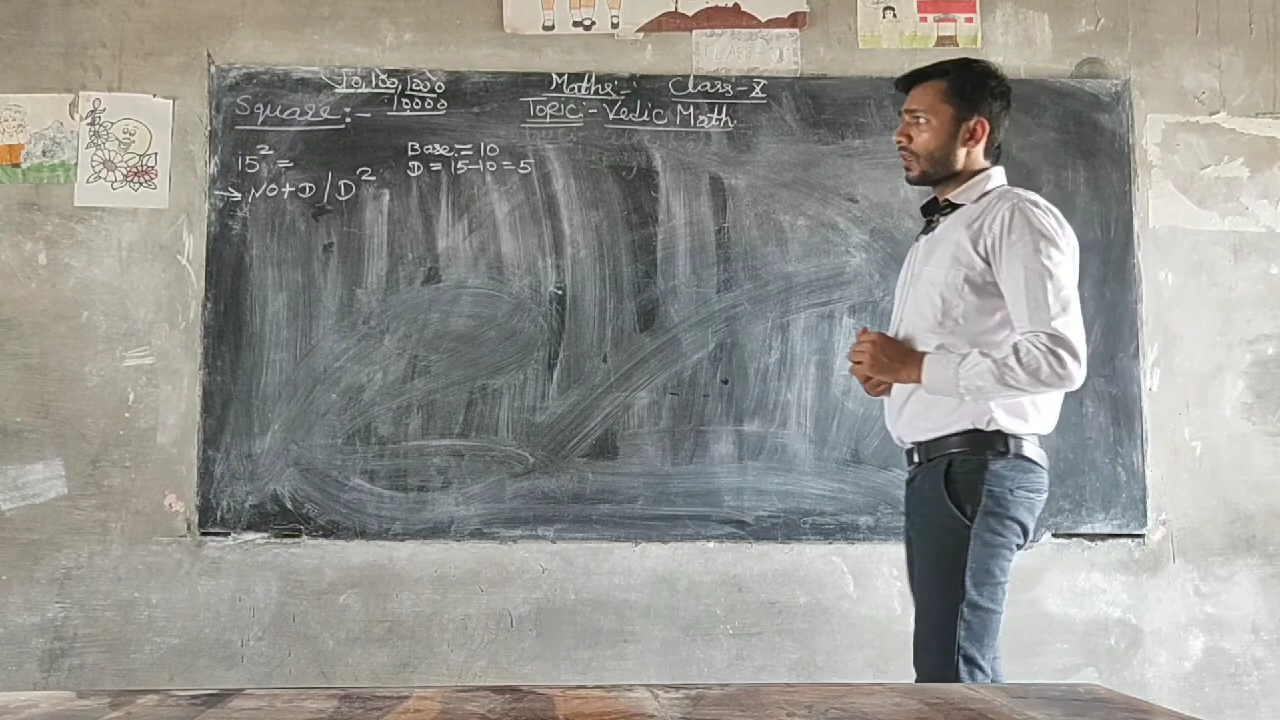 10,100,1000
10000
Maths:- Class-X
Topic:- Vedic Math
Square:-
15² =
Base = 10
D = 15-10=5
→ NO+D/D²